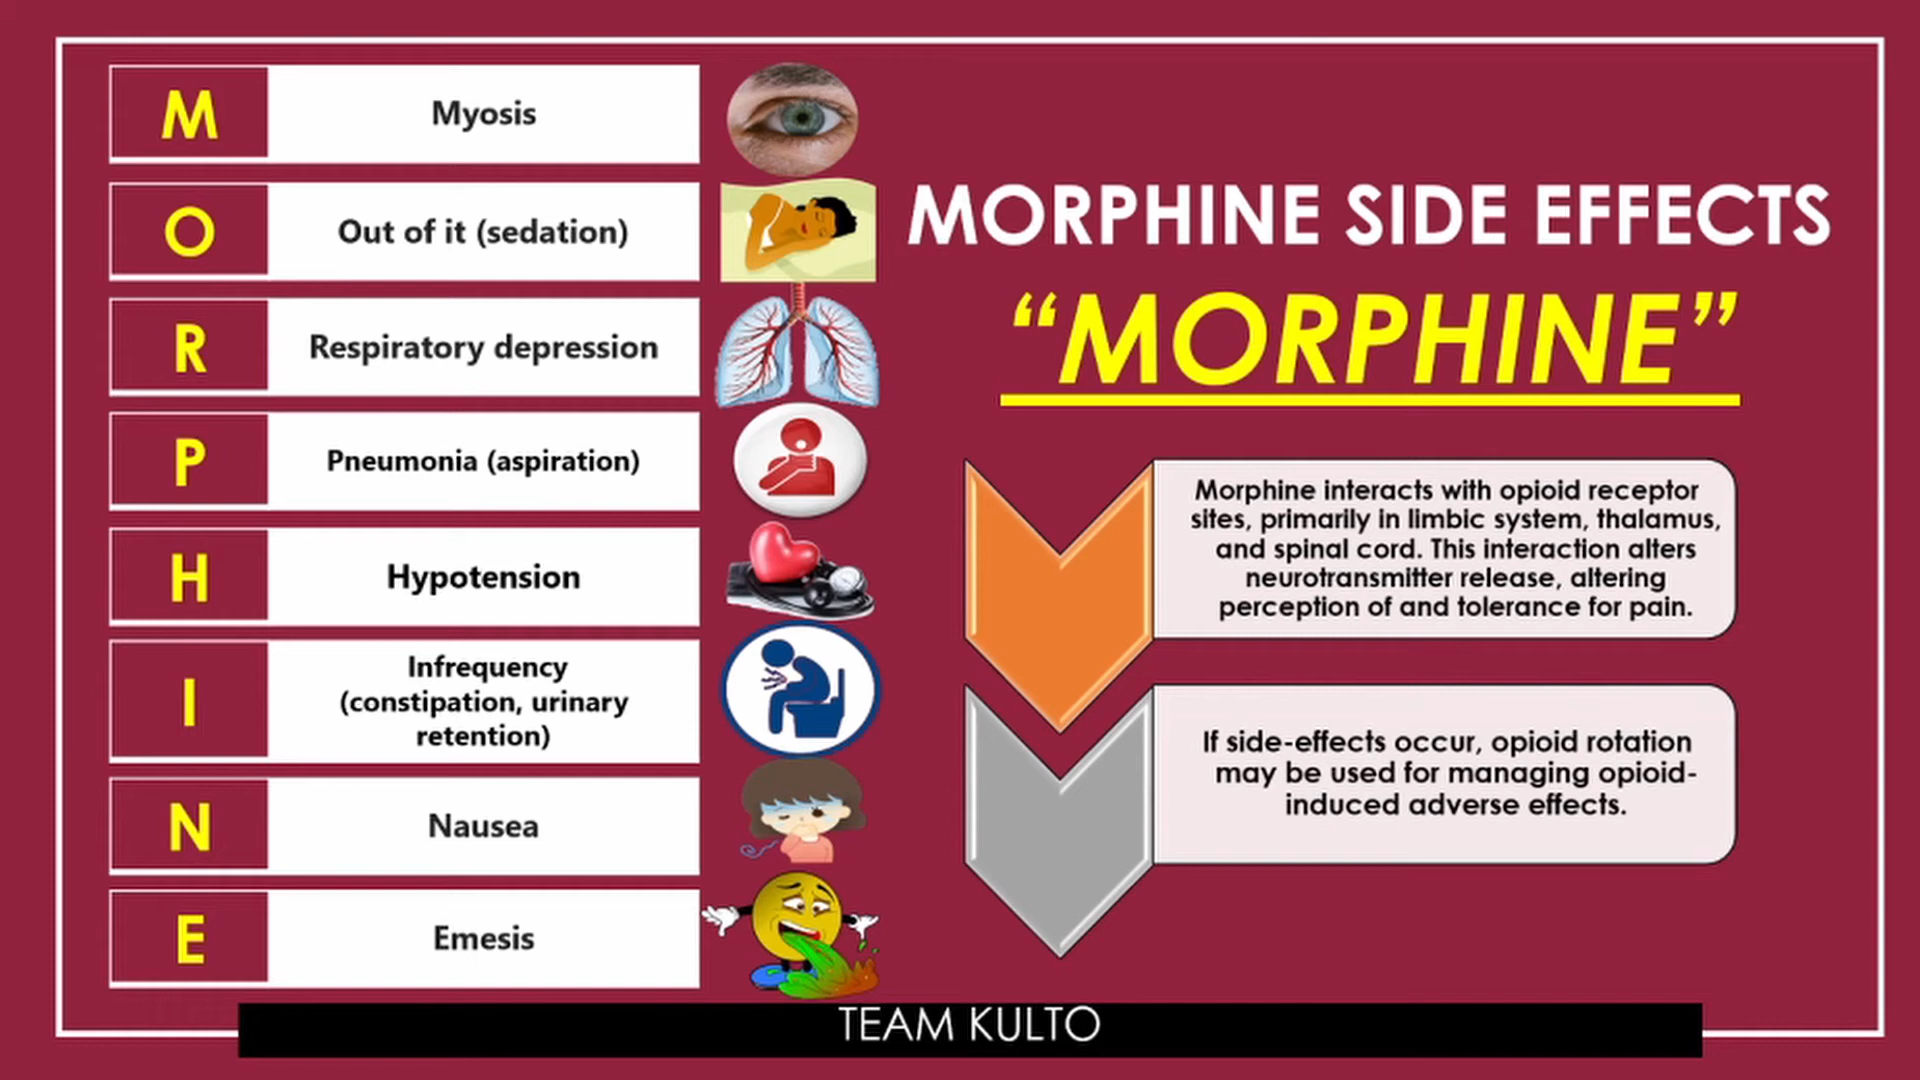 M
Myosis
O
Out of it (sedation)
R
Respiratory depression
P
Pneumonia (aspiration)
H
Hypotension
I
Infrequency
(constipation, urinary
retention)
N
Nausea
E
Emesis
MORPHINE SIDE EFFECTS
“MORPHINE”
Morphine interacts with opioid receptor
sites, primarily in limbic system, thalamus,
and spinal cord. This interaction alters
neurotransmitter release, altering
perception of and tolerance for pain.
If side-effects occur, opioid rotation
may be used for managing opioid-
induced adverse effects.
TEAM KULTO